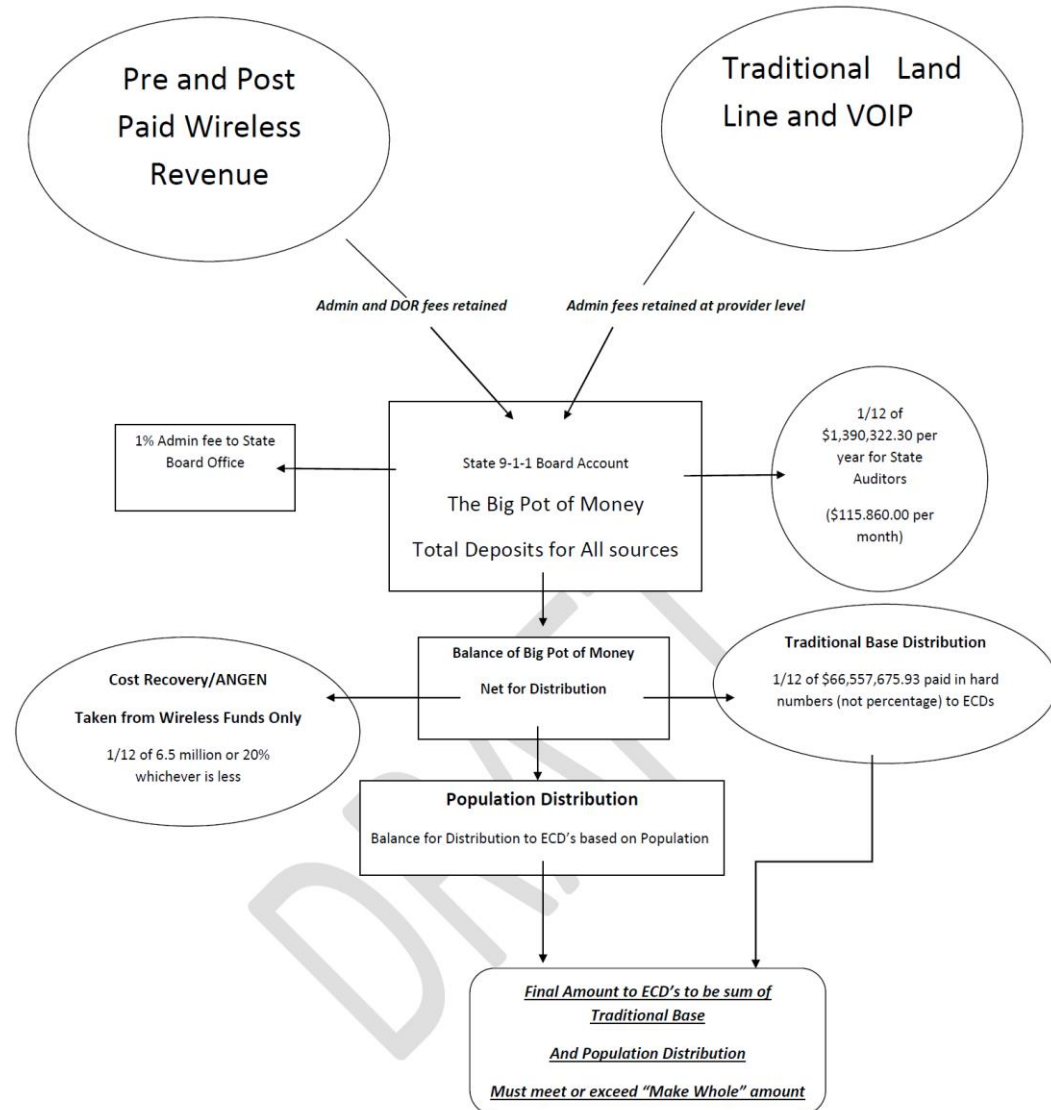 Pre and Post
Paid Wireless
Revenue
Traditional Land
Line and VOIP
Admin and DOR fees retained
Admin fees retained at provider level
1% Admin fee to State
Board Office
State 9-1-1 Board Account
The Big Pot of Money
Total Deposits for All sources
1/12 of
$1,390,322.30 per
year for State
Auditors
($115.860.00 per
month)
Cost Recovery/ANGEN
Taken from Wireless Funds Only
1/12 of 6.5 million or 20%
whichever is less
Balance of Big Pot of Money
Net for Distribution
Traditional Base Distribution
1/12 of $66,557,675.93 paid in hard
numbers (not percentage) to ECDs
Population Distribution
Balance for Distribution to ECD's based on Population
Final Amount to ECD's to be sum of
Traditional Base
And Population Distribution
Must meet or exceed “Make Whole” amount
DRAFT